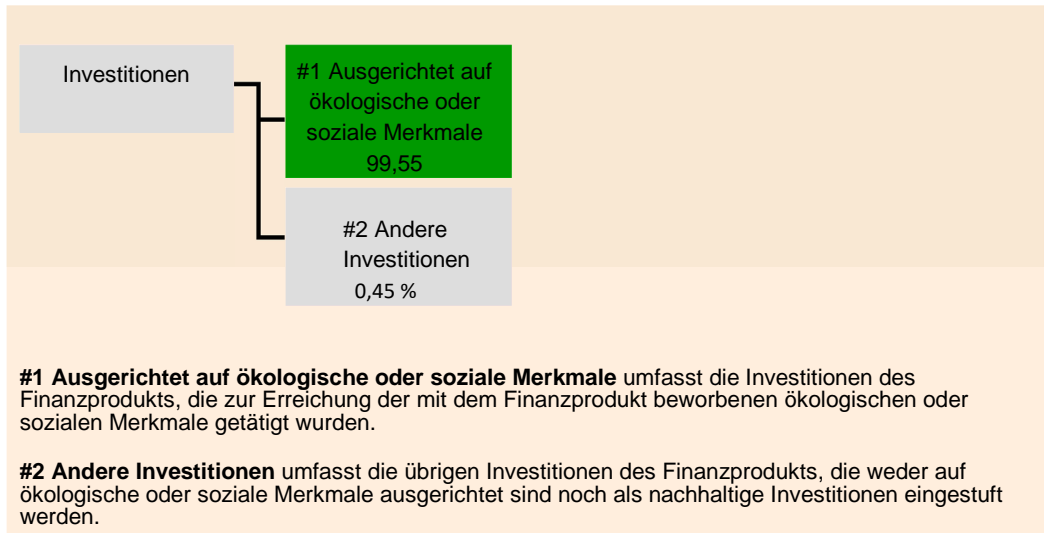 Investitionen
#1 Ausgerichtet auf
ökologische oder
soziale Merkmale
99,55
#2 Andere
Investitionen
0,45 %
#1 Ausgerichtet auf ökologische oder soziale Merkmale umfasst die Investitionen des
Finanzprodukts, die zur Erreichung der mit dem Finanzprodukt beworbenen ökologischen oder
sozialen Merkmale getätigt wurden.
#2 Andere Investitionen umfasst die übrigen Investitionen des Finanzprodukts, die weder auf
ökologische oder soziale Merkmale ausgerichtet sind noch als nachhaltige Investitionen eingestuft
werden.